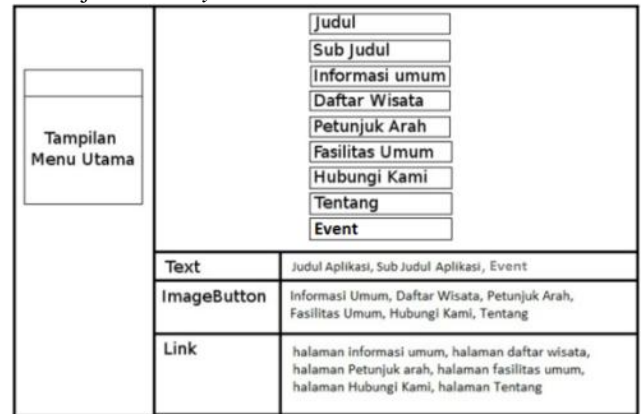 Judul
Sub Judul
Informasi umum
Daftar Wisata
Petunjuk Arah
Fasilitas Umum
Hubungi Kami
Tentang
Event
Tampilan
Menu Utama
Text
Judul Aplikasi, Sub Judul Aplikasi, Event
ImageButton
Informasi Umum, Daftar Wisata, Petunjuk Arah,
Fasilitas Umum, Hubungi Kami, Tentang
Link
halaman informasi umum, halaman daftar wisata,
halaman Petunjuk arah, halaman fasilitas umum,
halaman Hubungi Kami, halaman Tentang